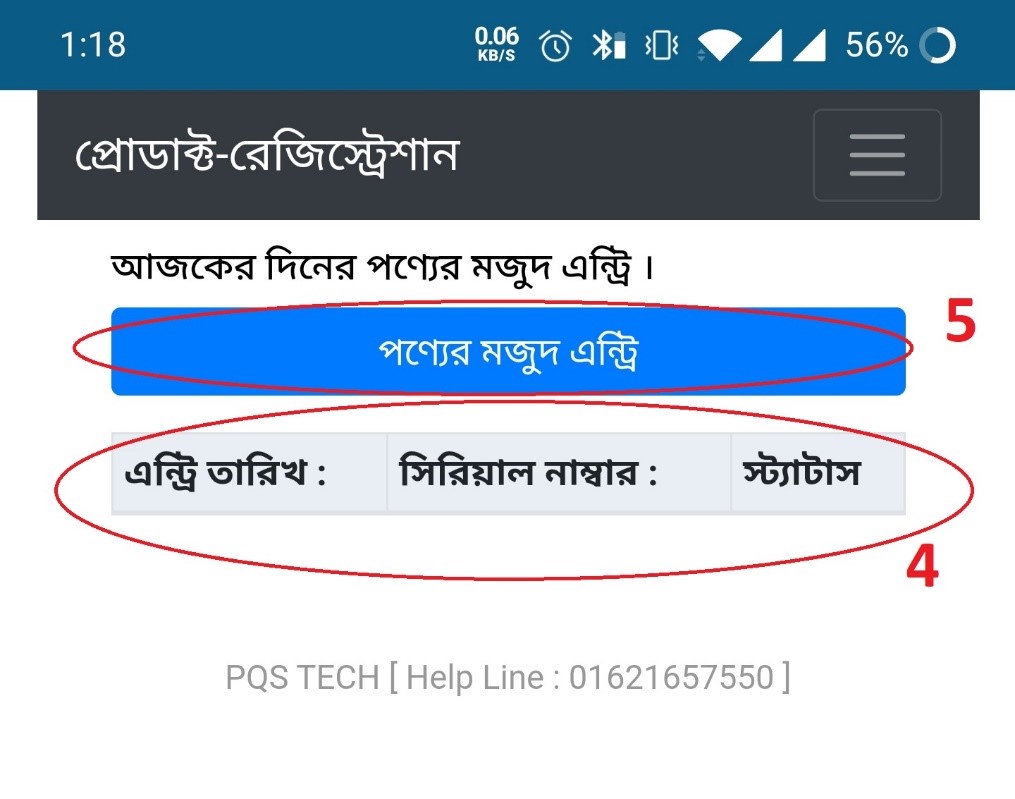 1:18 0.06 KB/S 56%
প্রোডাক্ট-রেজিস্ট্রেশান
আজকের দিনের পণ্যের মজুদ এন্ট্রি ।
5
পণ্যের মজুদ এন্ট্রি
এন্ট্রি তারিখ : সিরিয়াল নাম্বার : স্ট্যাটাস
4
PQS TECH [ Help Line : 01621657550 ]